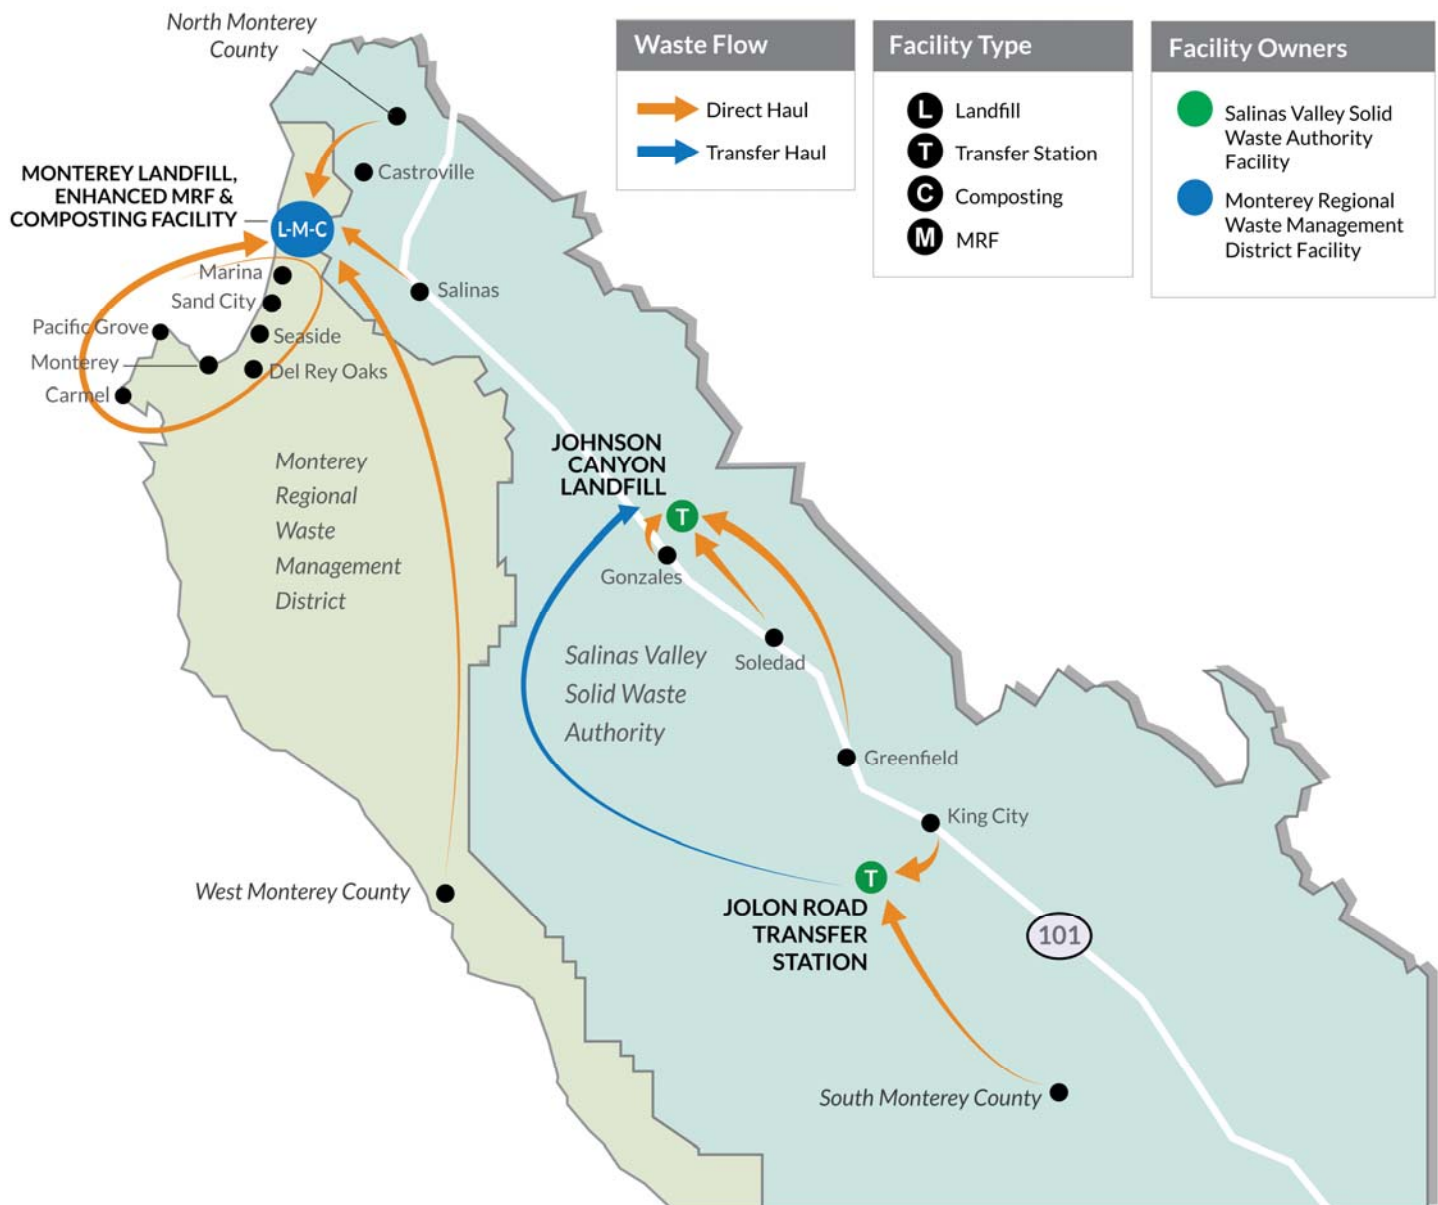 North Monterey
County
Waste Flow
Direct Haul
Transfer Haul
Facility Type
L Landfill
T Transfer Station
C Composting
M MRF
Facility Owners
Salinas Valley Solid
Waste Authority
Facility
Monterey Regional
Waste Management
District Facility
MONTEREY LANDFILL,
ENHANCED MRF &
COMPOSTING FACILITY
L-M-C
Castroville
Marina
Sand City
Salinas
Pacific Grove
Seaside
Monterey
Del Rey Oaks
Carmel
Monterey
Regional
Waste
Management
District
JOHNSON
CANYON
LANDFILL
T
Gonzales
Soledad
Salinas Valley
Solid Waste
Authority
Greenfield
King City
T
West Monterey County
JOLON ROAD
TRANSFER
STATION
101
South Monterey County